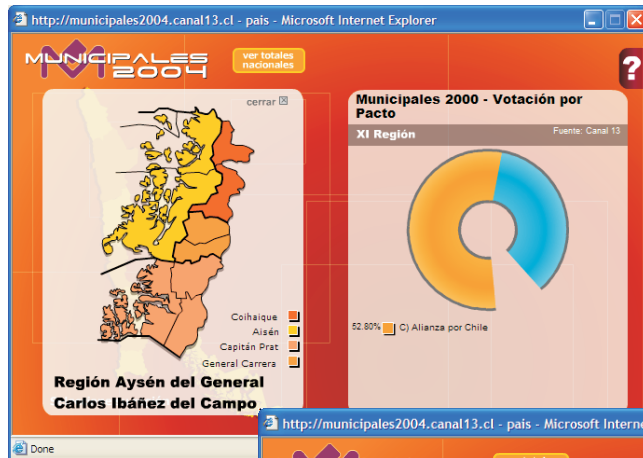 http://municipales2004.canal13.cl - pais - Microsoft Internet Explorer
MUNICIPALES
2004
ver totales
nacionales
?
cerrar
Municipales 2000 - Votación por
Pacto
XI Región
Fuente: Canal 13
Coihaique
Aisén
Capitán Prat
General Carrera
52.80% C) Alianza por Chile
Región Aysén del General
Carlos Ibáñez del Campo
Done
http://municipales2004.canal13.cl - pais - Microsoft Interne